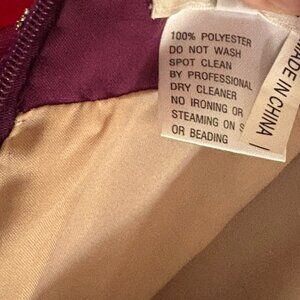 100% POLYESTER
DO NOT WASH
SPOT CLEAN
BY PROFESSIONAL
DRY CLEANER
NO IRONING OR
STEAMING ON S
OR BEADING
MADE IN CHINA